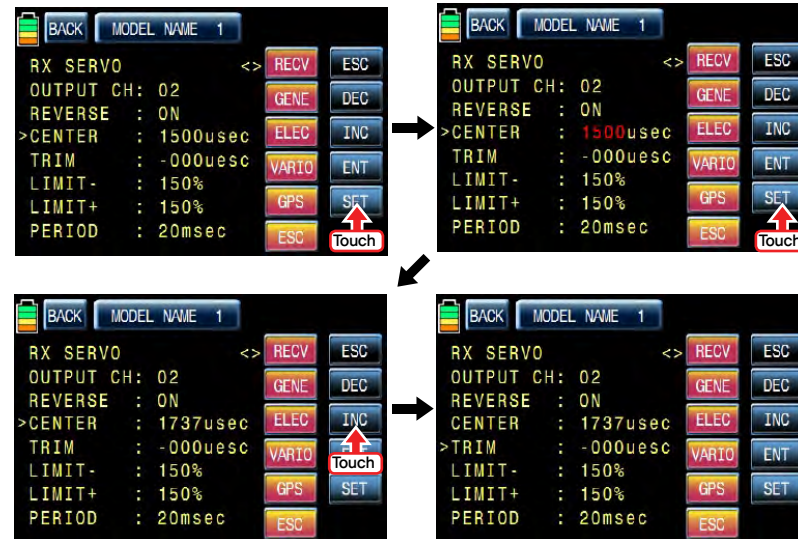 BACK MODEL NAME 1
RX SERVO <> RECV ESC
OUTPUT CH: 02 GENE DEC
REVERSE : ON
>CENTER : 1500usec ELEC INC
TRIM : -000uesc VARIO ENT
LIMIT- : 150%
LIMIT+ : 150% GPS SET
PERIOD : 20msec ESC Touch
BACK MODEL NAME 1
RX SERVO <> RECV ESC
OUTPUT CH: 02 GENE DEC
REVERSE : ON
>CENTER : 1500usec ELEC INC
TRIM : -000uesc VARIO ENT
LIMIT- : 150%
LIMIT+ : 150% GPS SET
PERIOD : 20msec ESC Touch
BACK MODEL NAME 1
RX SERVO <> RECV ESC
OUTPUT CH: 02 GENE DEC
REVERSE : ON
>CENTER : 1737usec ELEC INC
TRIM : -000uesc VARIO Touch
LIMIT- : 150%
LIMIT+ : 150% GPS SET
PERIOD : 20msec ESC
BACK MODEL NAME 1
RX SERVO <> RECV ESC
OUTPUT CH: 02 GENE DEC
REVERSE : ON
CENTER : 1737usec ELEC INC
>TRIM : -000uesc VARIO ENT
LIMIT- : 150%
LIMIT+ : 150% GPS SET
PERIOD : 20msec ESC